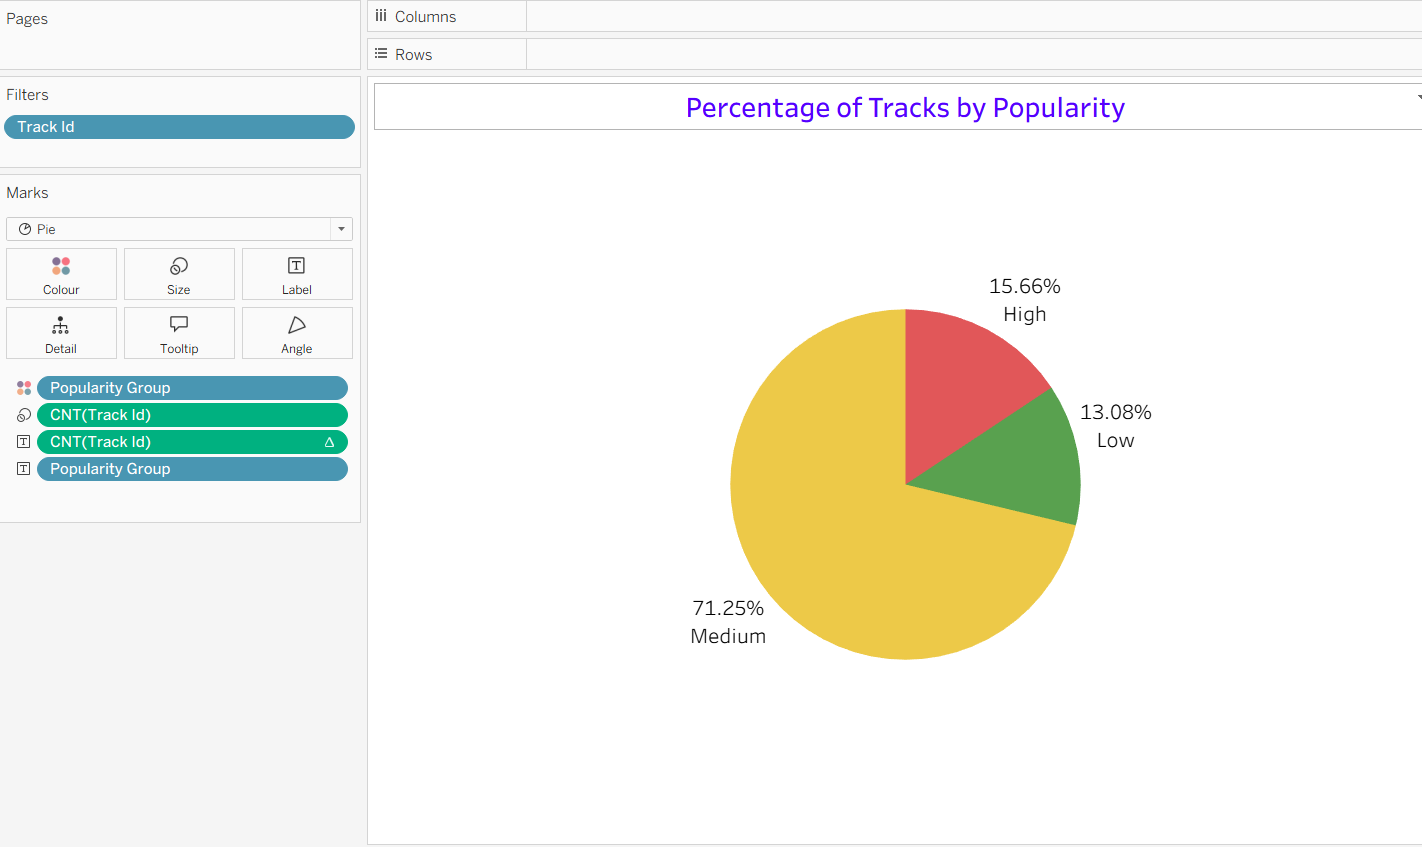 Pages
Columns
Rows
Filters
Track Id
Marks
Pie
Colour
Size
Label
Detail
Tooltip
Angle
Popularity Group
CNT(Track Id)
CNT(Track Id) Δ
Popularity Group
Percentage of Tracks by Popularity
15.66%
High
13.08%
Low
71.25%
Medium